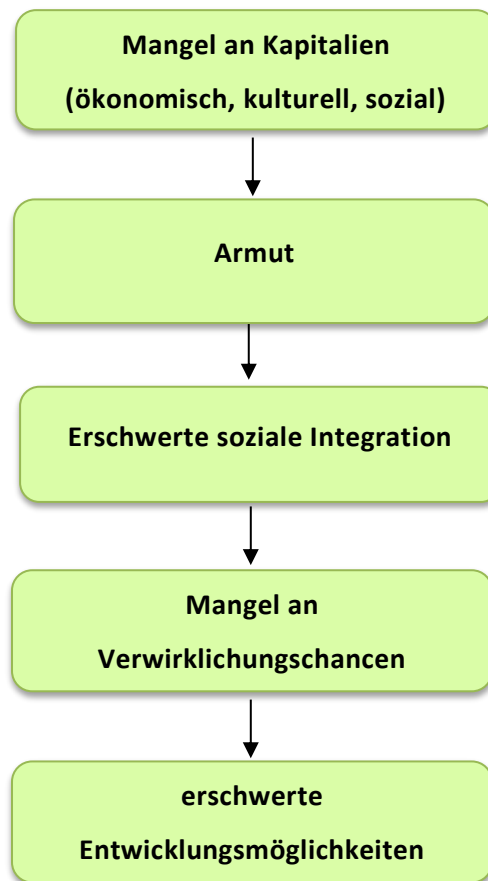 Mangel an Kapitalien
(ökonomisch, kulturell, sozial)
Armut
Erschwerte soziale Integration
Mangel an
Verwirklichungschancen
erschwerte
Entwicklungsmöglichkeiten